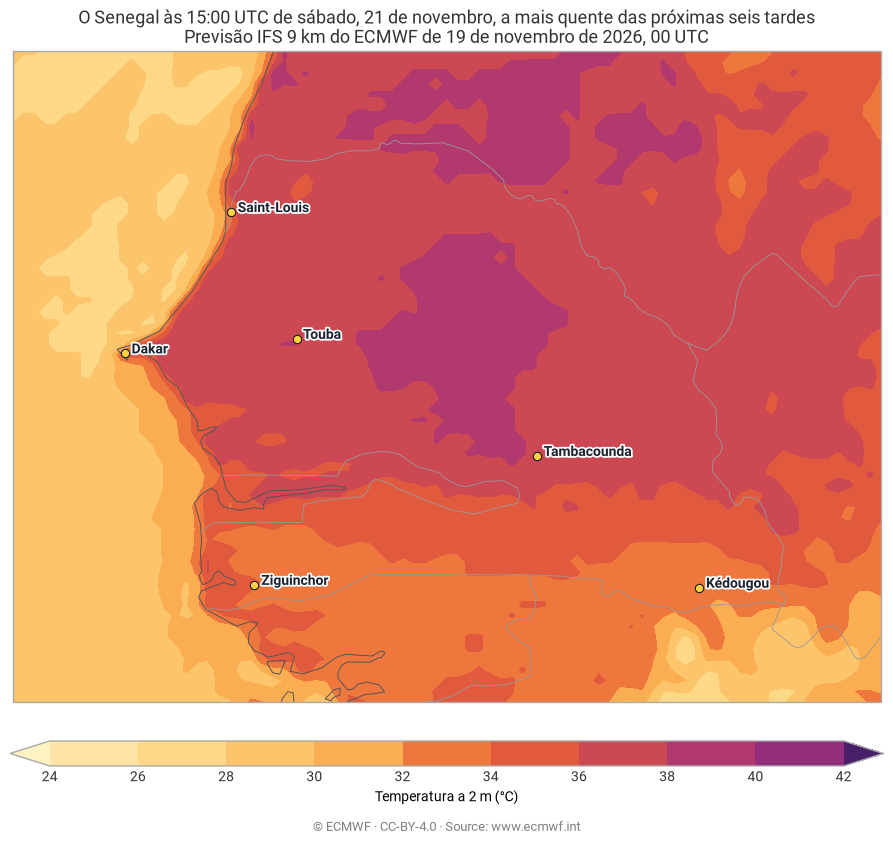 O Senegal às 15:00 UTC de sábado, 21 de novembro, a mais quente das próximas seis tardes
Previsão IFS 9 km do ECMWF de 19 de novembro de 2026, 00 UTC
Saint-Louis
Touba
Dakar
Tambacounda
Ziguinchor
Kédougou
24 26 28 30 32 34 36 38 40 42
Temperatura a 2 m (°C)
© ECMWF · CC-BY-4.0 · Source: www.ecmwf.int